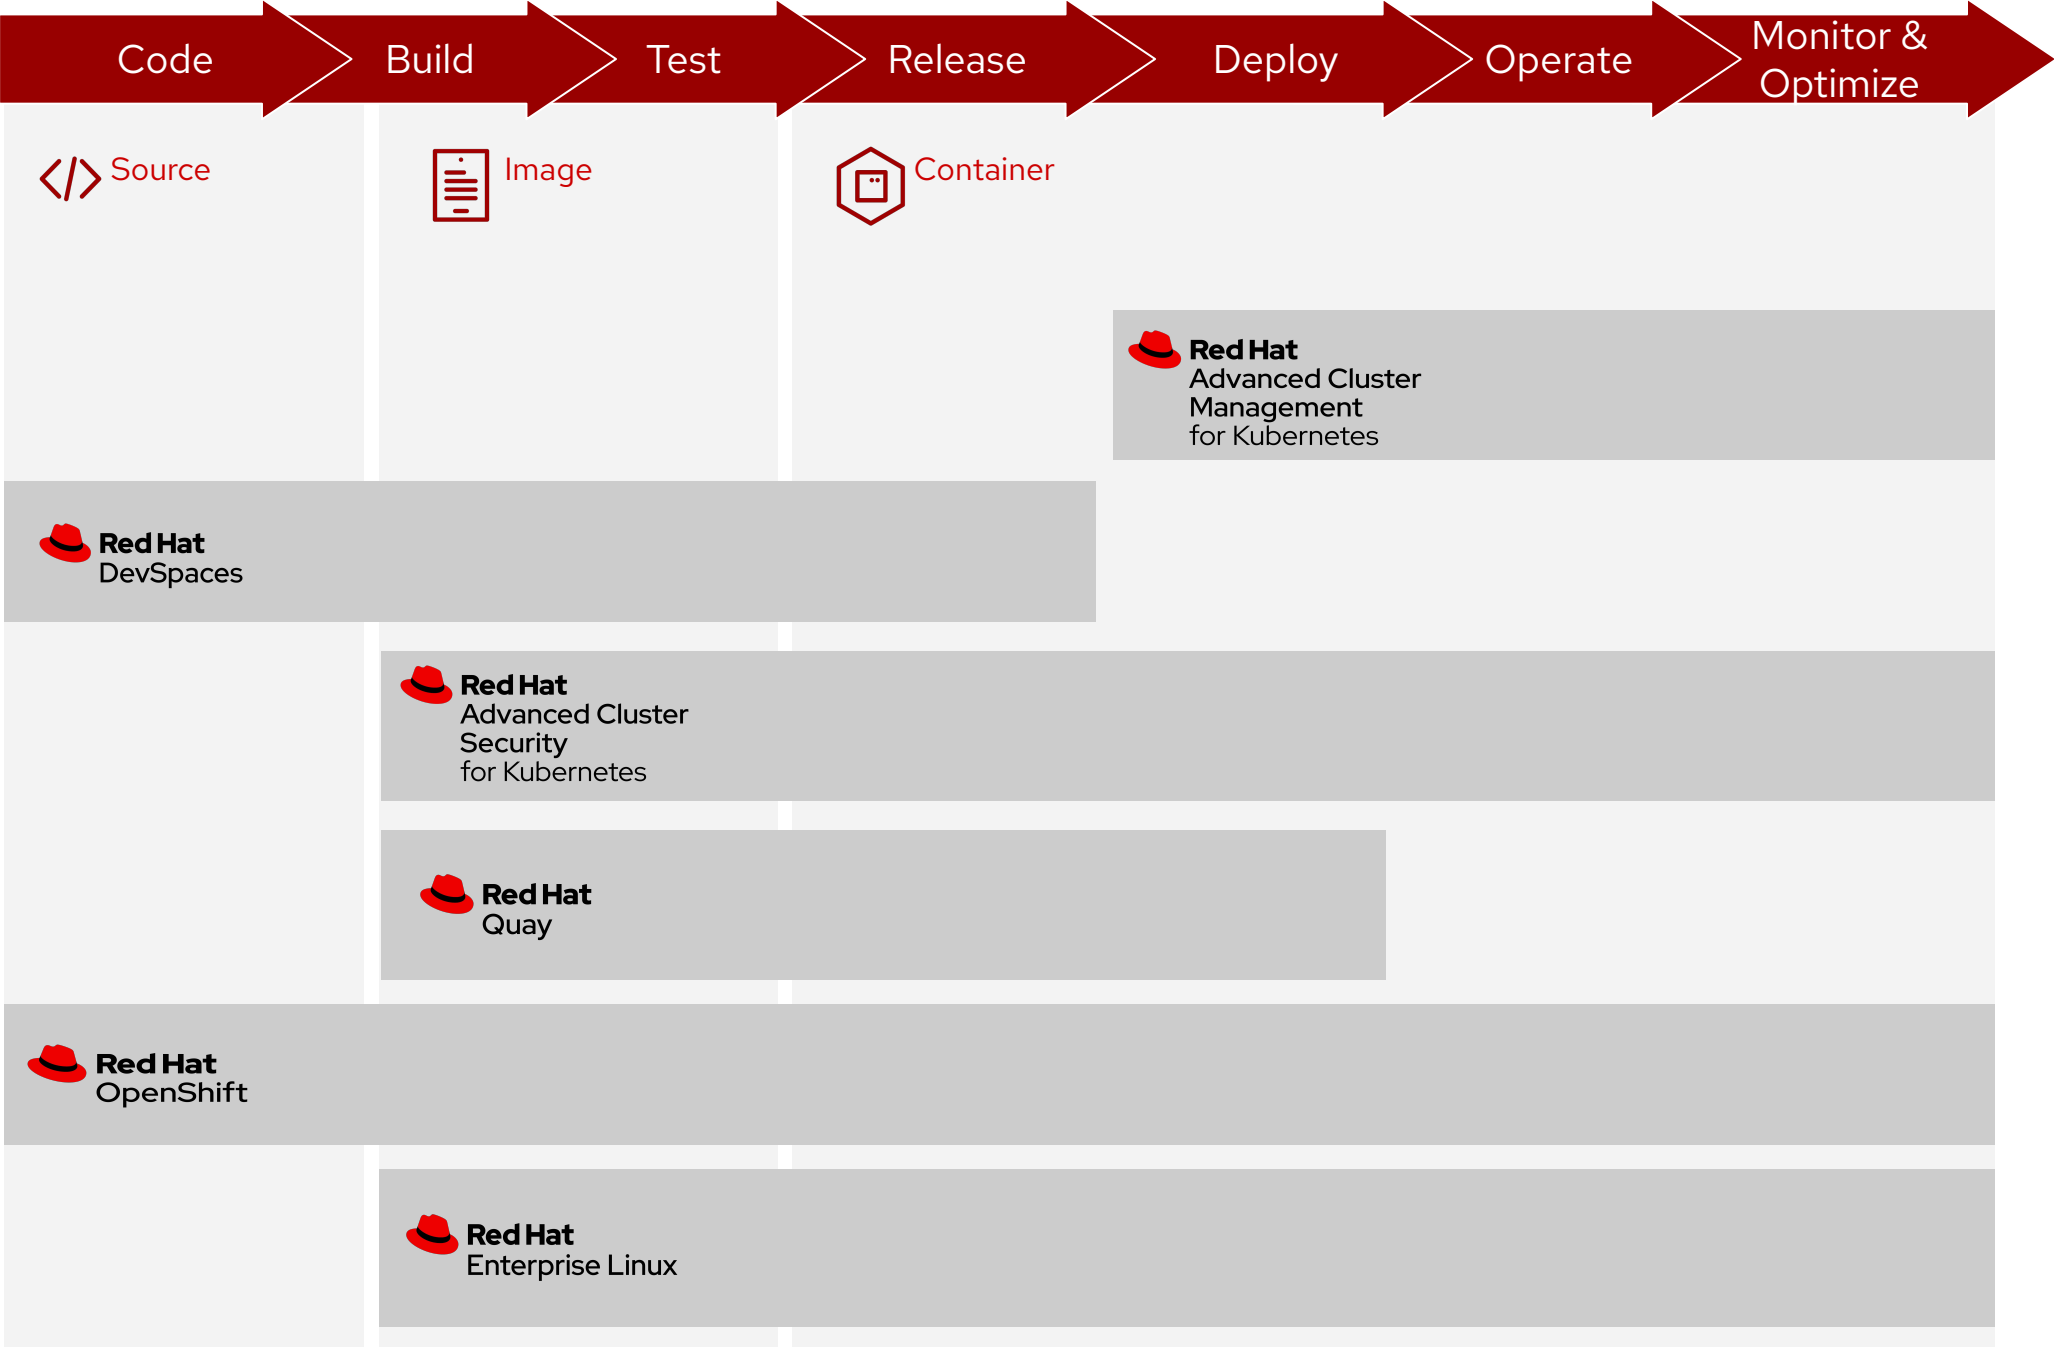 Code
Build
Test
Release
Deploy
Operate
Monitor &
Optimize
Source
Image
Container
Red Hat
Advanced Cluster
Management
for Kubernetes
Red Hat
DevSpaces
Red Hat
Advanced Cluster
Security
for Kubernetes
Red Hat
Quay
Red Hat
OpenShift
Red Hat
Enterprise Linux